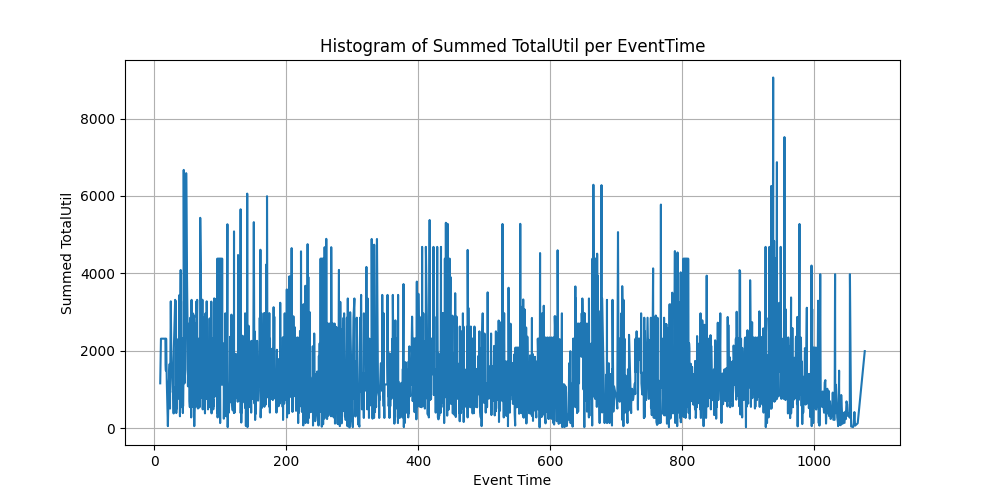 Histogram of Summed TotalUtil per EventTime
Summed TotalUtil
8000
6000
4000
2000
0
0 200 400 600 800 1000
Event Time